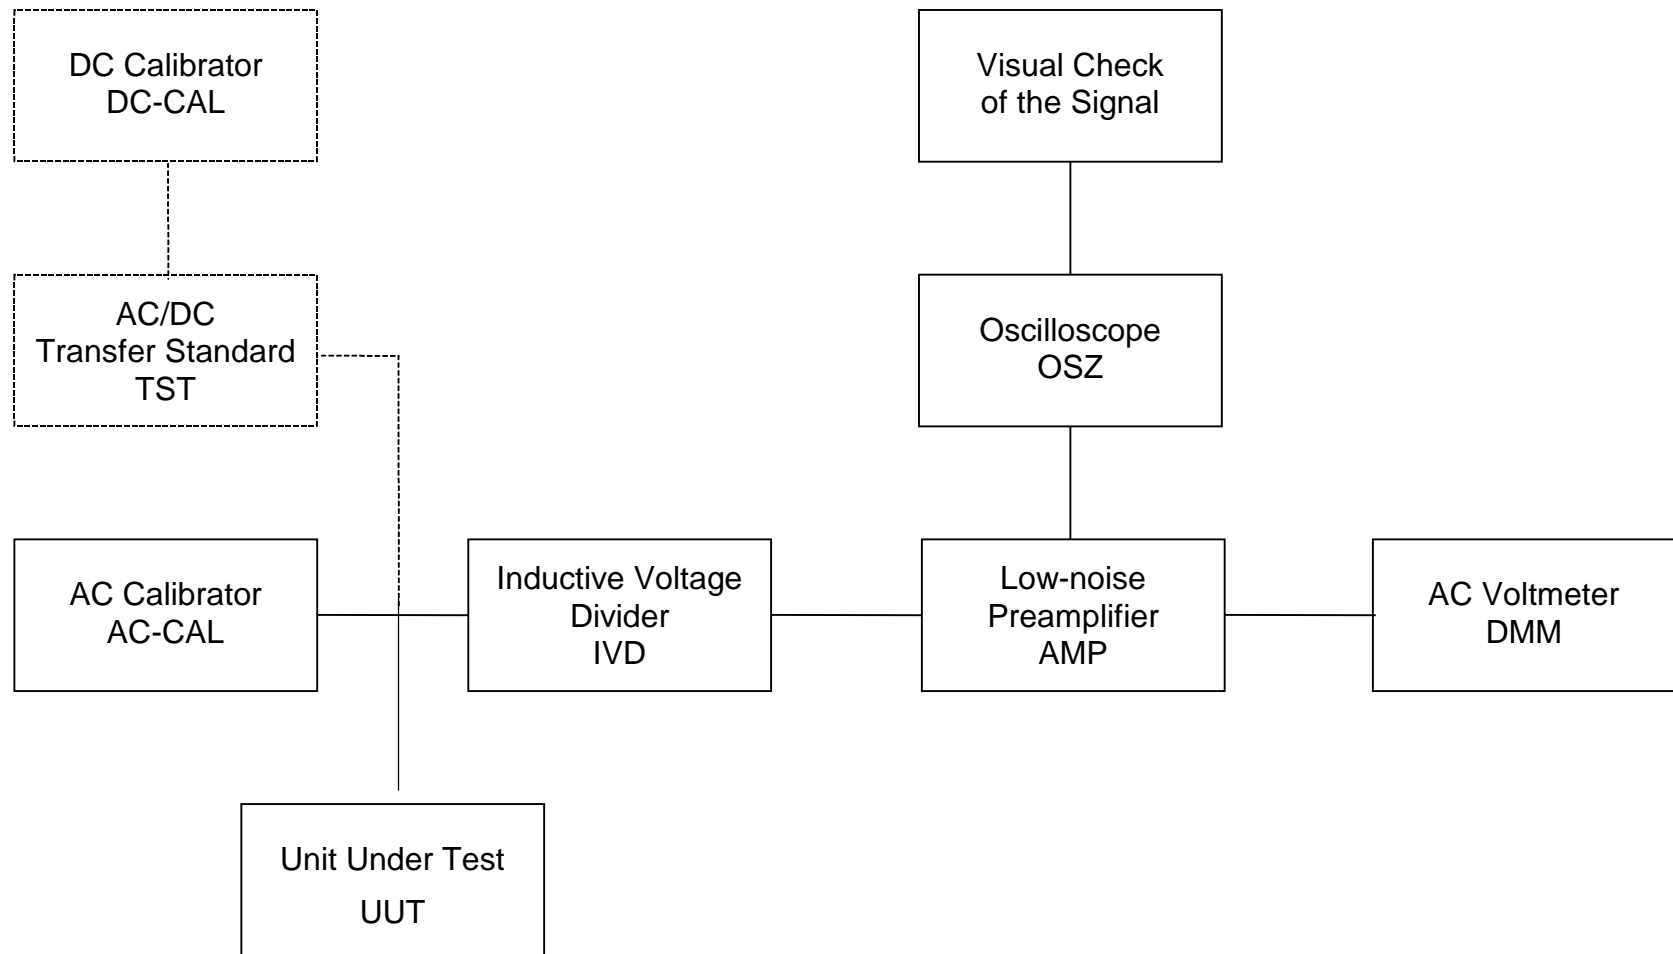 DC Calibrator
DC-CAL
Visual Check
of the Signal
AC/DC
Transfer Standard
TST
Oscilloscope
OSZ
AC Calibrator
AC-CAL
Inductive Voltage
Divider
IVD
Low-noise
Preamplifier
AMP
AC Voltmeter
DMM
Unit Under Test
UUT